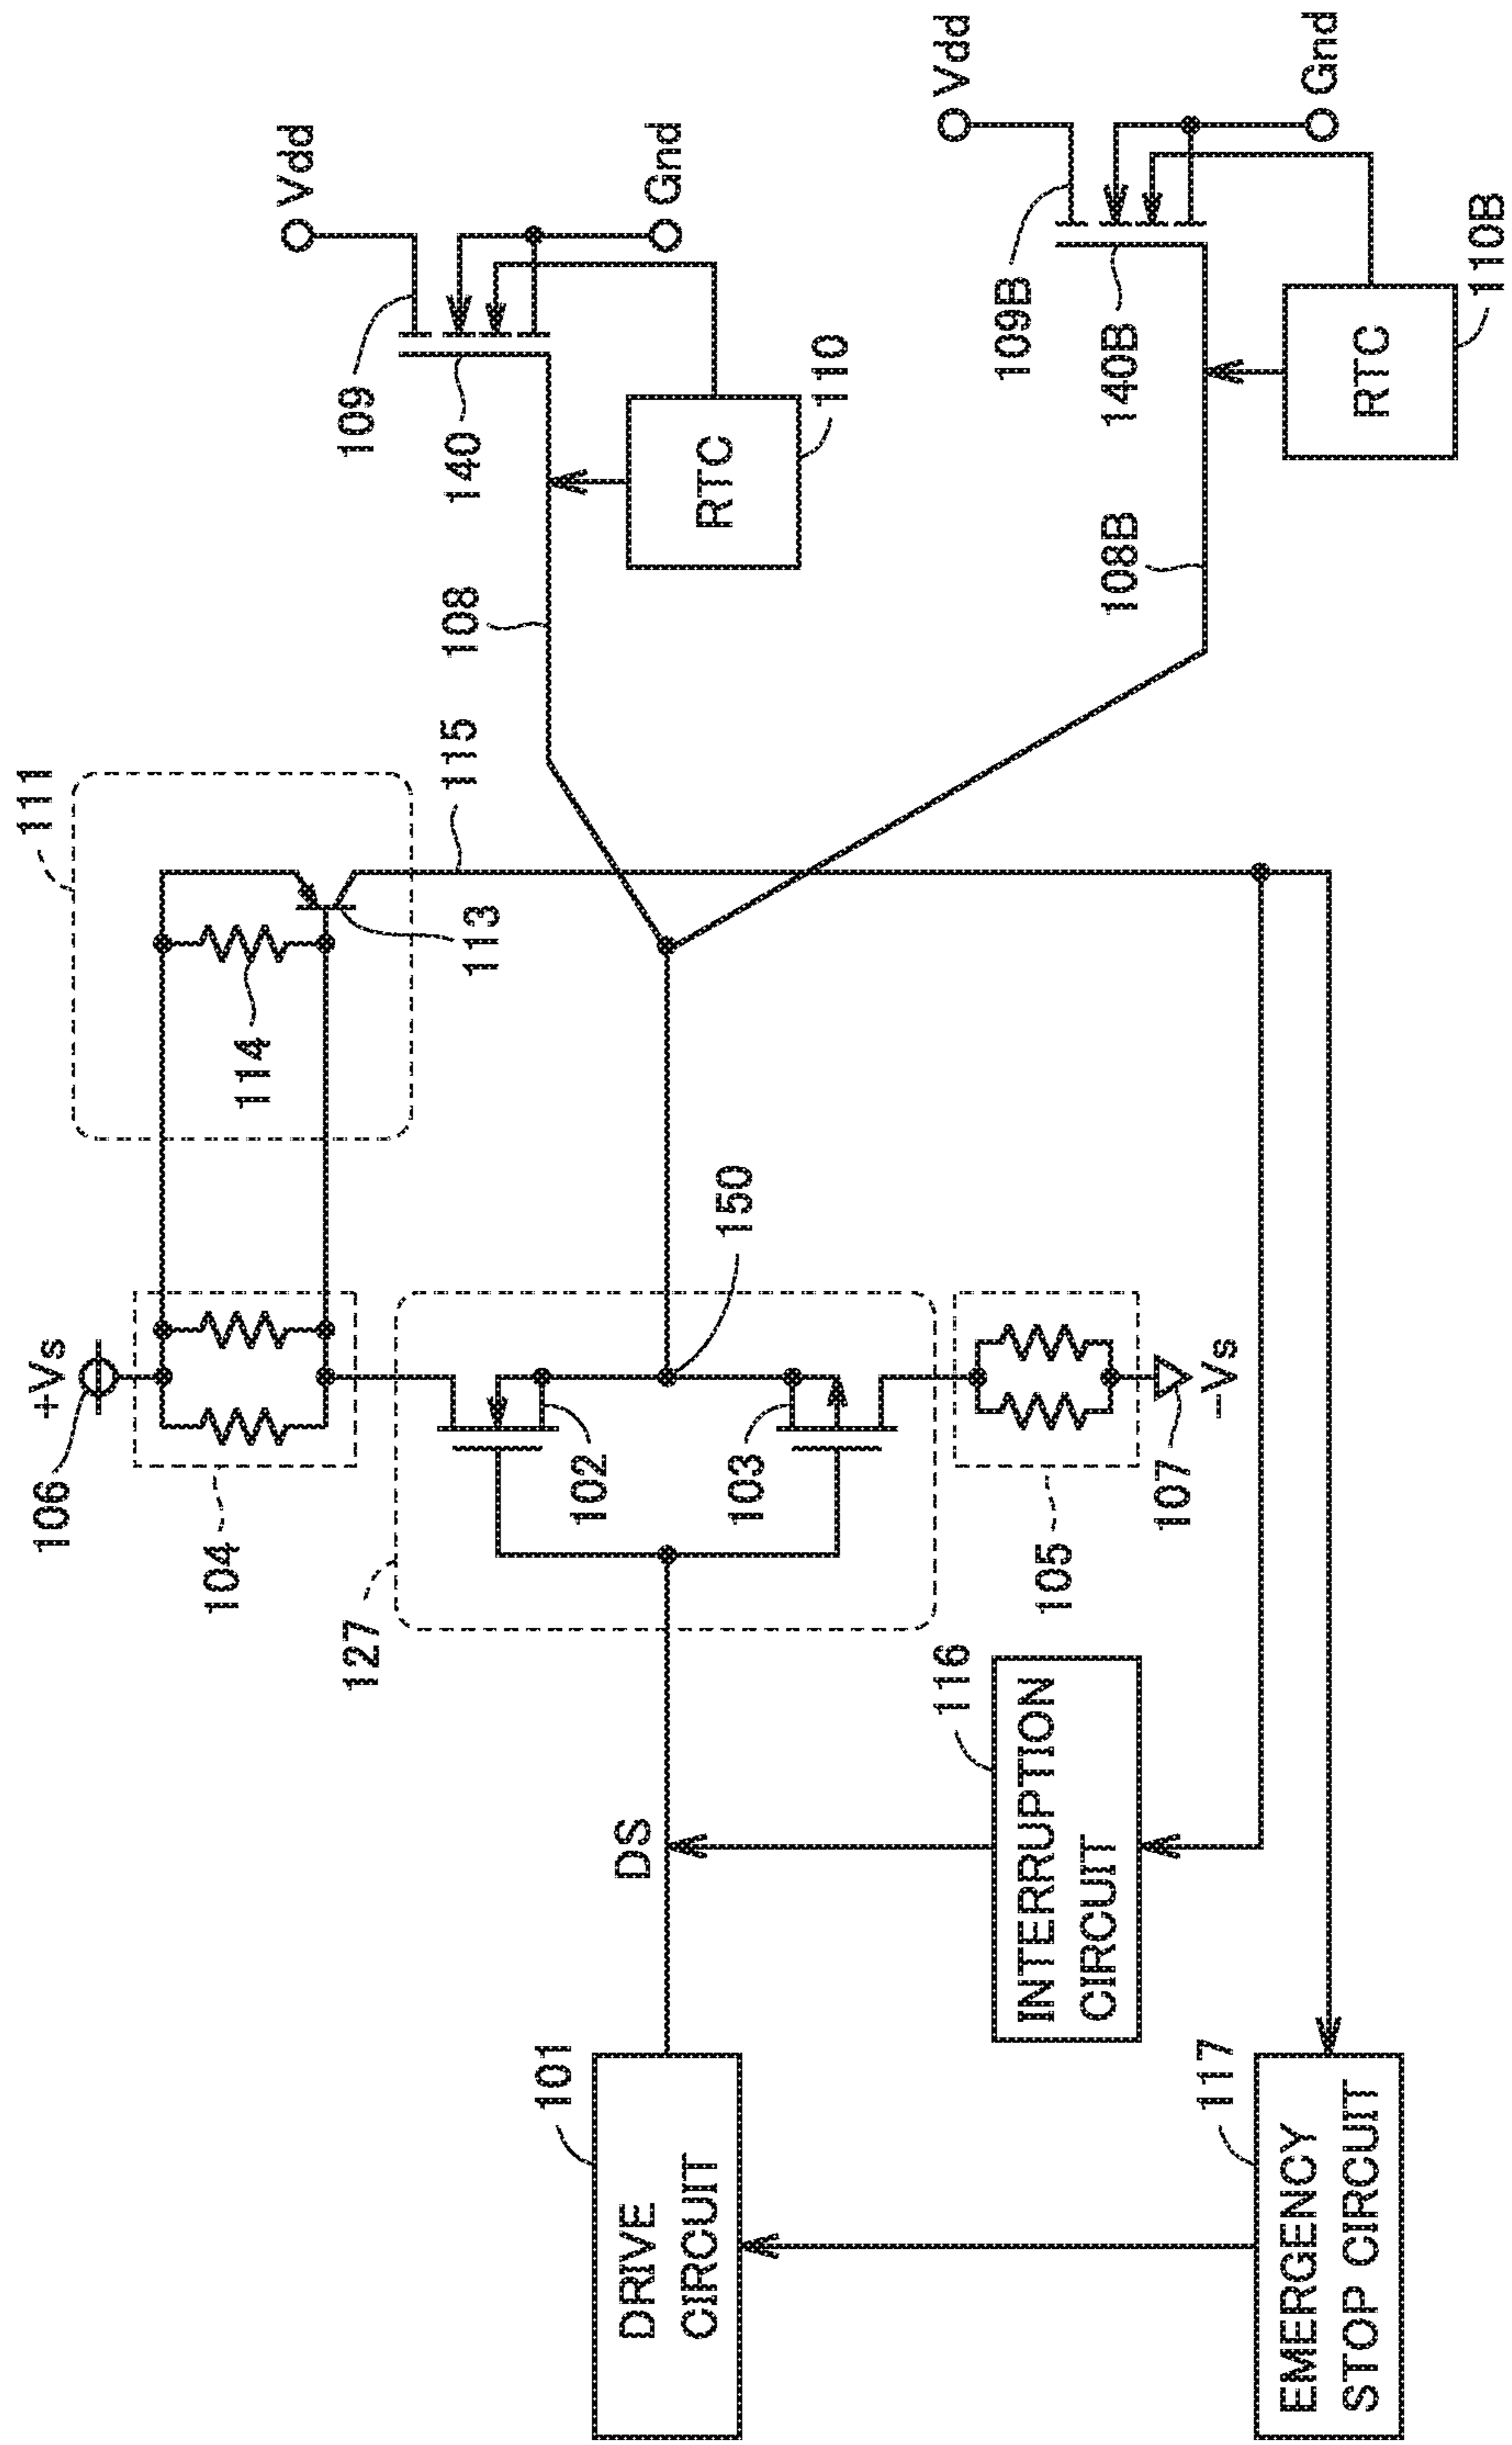 111
106
+Vs
104
114
113
115
108
109
Vdd
140
Gnd
RTC
110
127
102
150
103
105
107
−Vs
108B
109B
Vdd
140B
Gnd
RTC
110B
101
DRIVE
CIRCUIT
DS
116
INTERRUPTION
CIRCUIT
117
EMERGENCY
STOP CIRCUIT